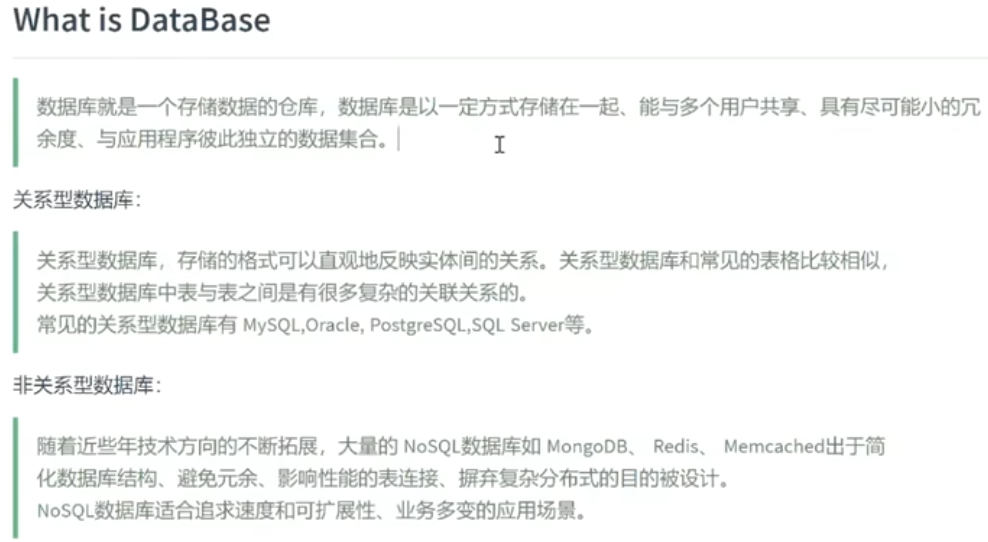 What is DataBase
数据库就是一个存储数据的仓库，数据库是以一定方式存储在一起、能与多个用户共享、具有尽可能小的冗
余度、与应用程序彼此独立的数据集合。
关系型数据库：
关系型数据库，存储的格式可以直观地反映实体间的关系。关系型数据库和常见的表格比较相似，
关系型数据库中表与表之间是有很多复杂的关联关系的。
常见的关系型数据库有 MySQL,Oracle, PostgreSQL,SQL Server等。
非关系型数据库：
随着近些年技术方向的不断拓展，大量的 NoSQL数据库如 MongoDB、 Redis、 Memcached出于简
化数据库结构、避免冗余、影响性能的表连接、摒弃复杂分布式的目的被设计。
NoSQL数据库适合追求速度和可扩展性、业务多变的应用场景。